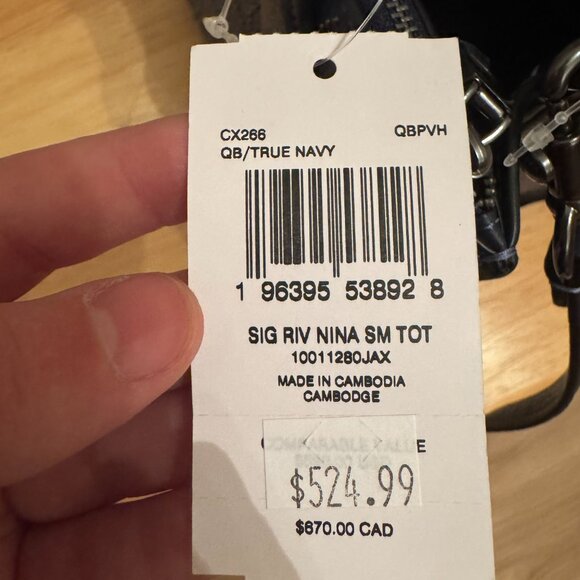 CX266 QBPVH
QB/TRUE NAVY
1 96395 53892 8
SIG RIV NINA SM TOT
10011280JAX
MADE IN CAMBODIA
CAMBODGE
COMPARABLE VALUE
$524.99
$670.00 CAD